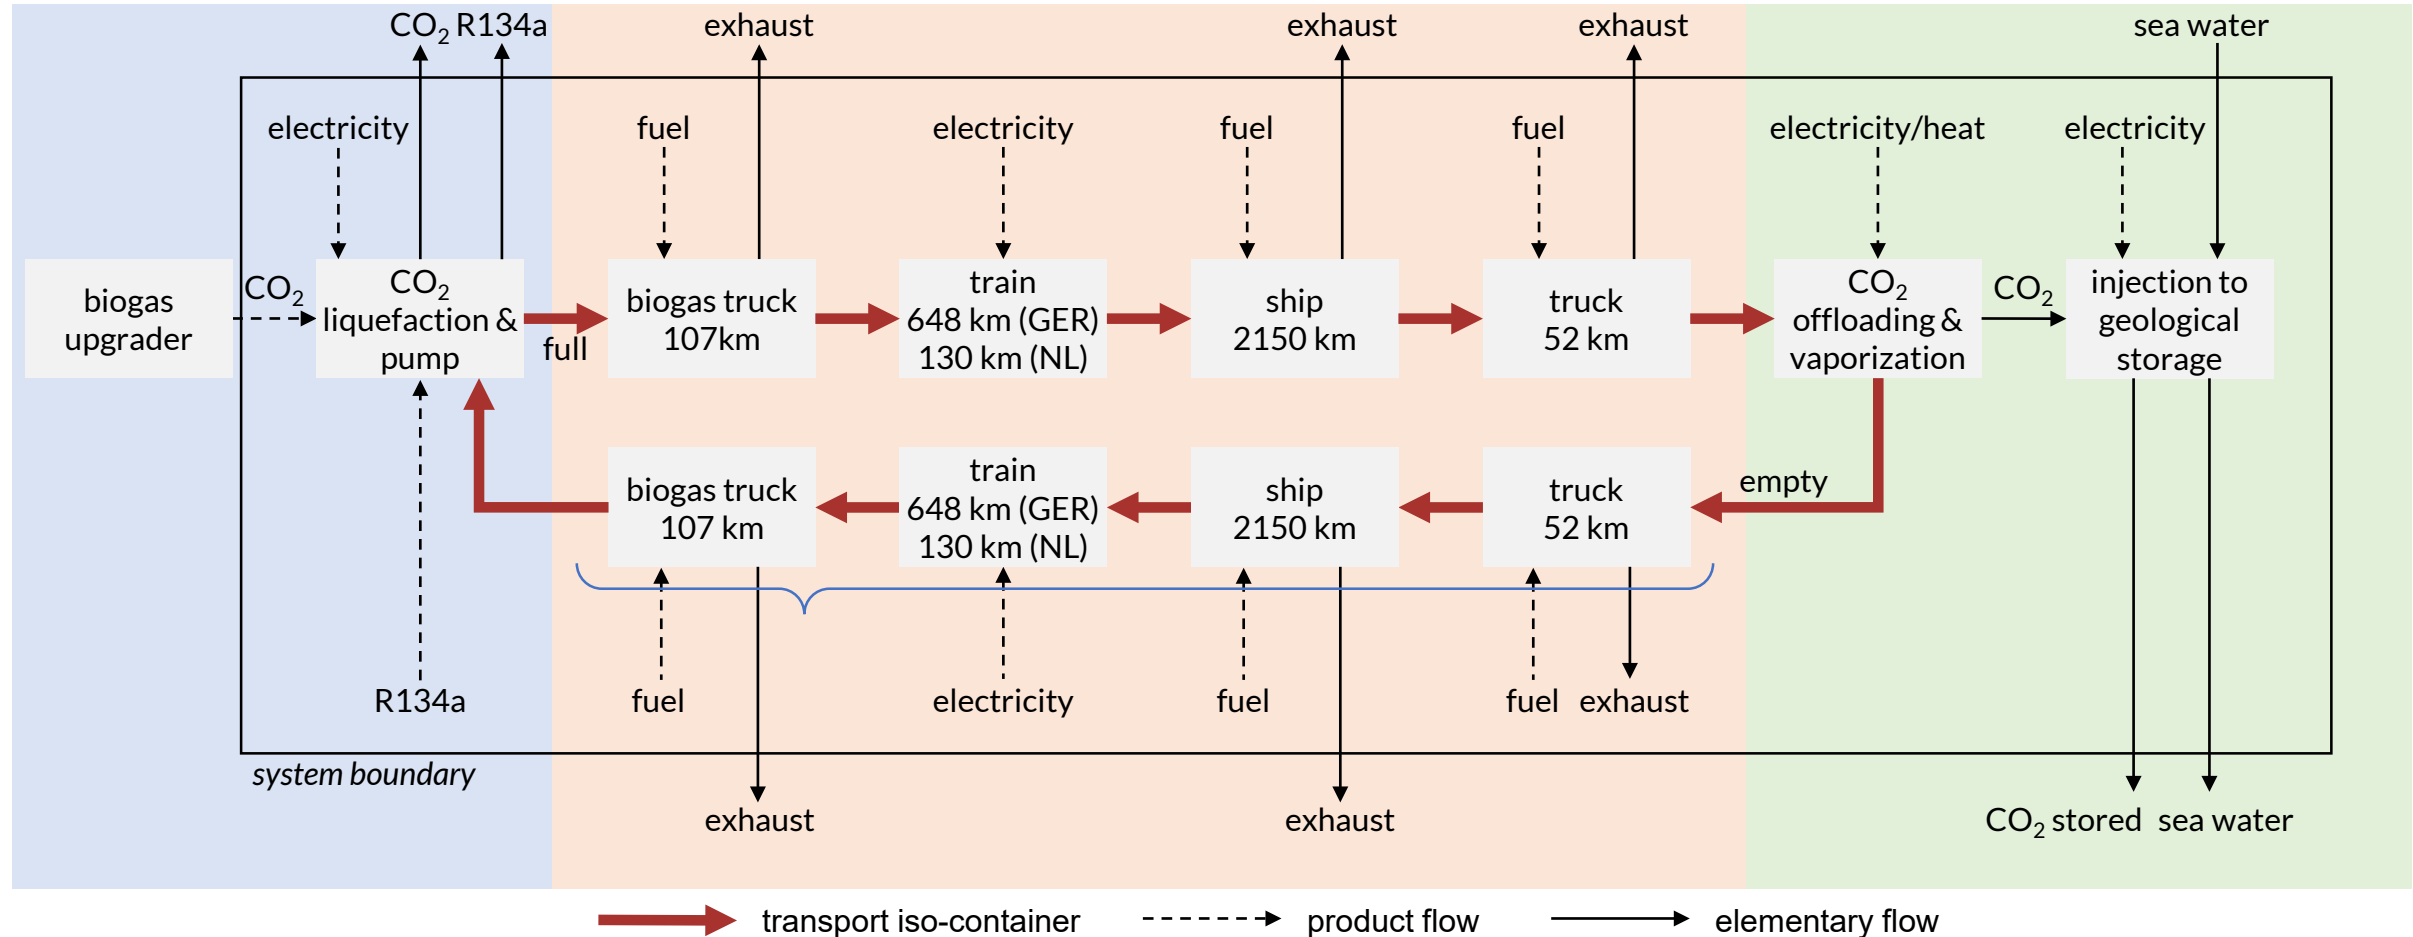 CO₂ R134a
exhaust
exhaust
exhaust
sea water
electricity
fuel
electricity
fuel
fuel
electricity/heat
electricity
biogas
upgrader
CO₂
CO₂
liquefaction &
pump
full
biogas truck
107km
train
648 km (GER)
130 km (NL)
ship
2150 km
truck
52 km
CO₂
offloading &
vaporization
CO₂
injection to
geological
storage
biogas truck
107 km
train
648 km (GER)
130 km (NL)
ship
2150 km
truck
52 km
empty
R134a
fuel
electricity
fuel
fuel
exhaust
system boundary
exhaust
exhaust
CO₂ stored
sea water
transport iso-container
product flow
elementary flow